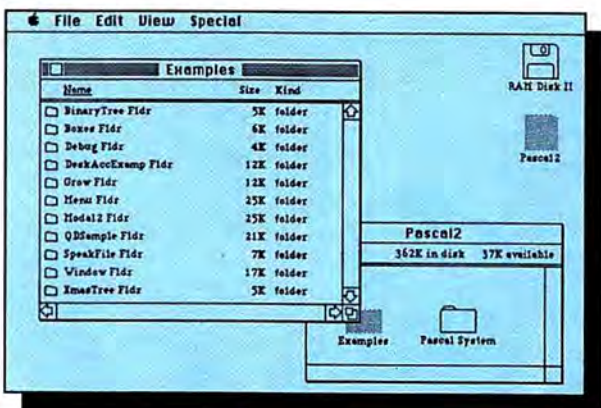 File Edit View Special
Examples
Name Size Kind
BinaryTree Fldr 5K folder
Boxes Fldr 6K folder
Debug Fldr 4K folder
DeskAccExamp Fldr 12K folder
Grow Fldr 12K folder
Menu Fldr 25K folder
Modal2 Fldr 25K folder
QDSample Fldr 21K folder
SpeakFile Fldr 7K folder
Window Fldr 17K folder
XmasTree Fldr 5K folder
RAM Disk II
Pascal2
Pascal2
362K in disk 37K available
Examples
Pascal System